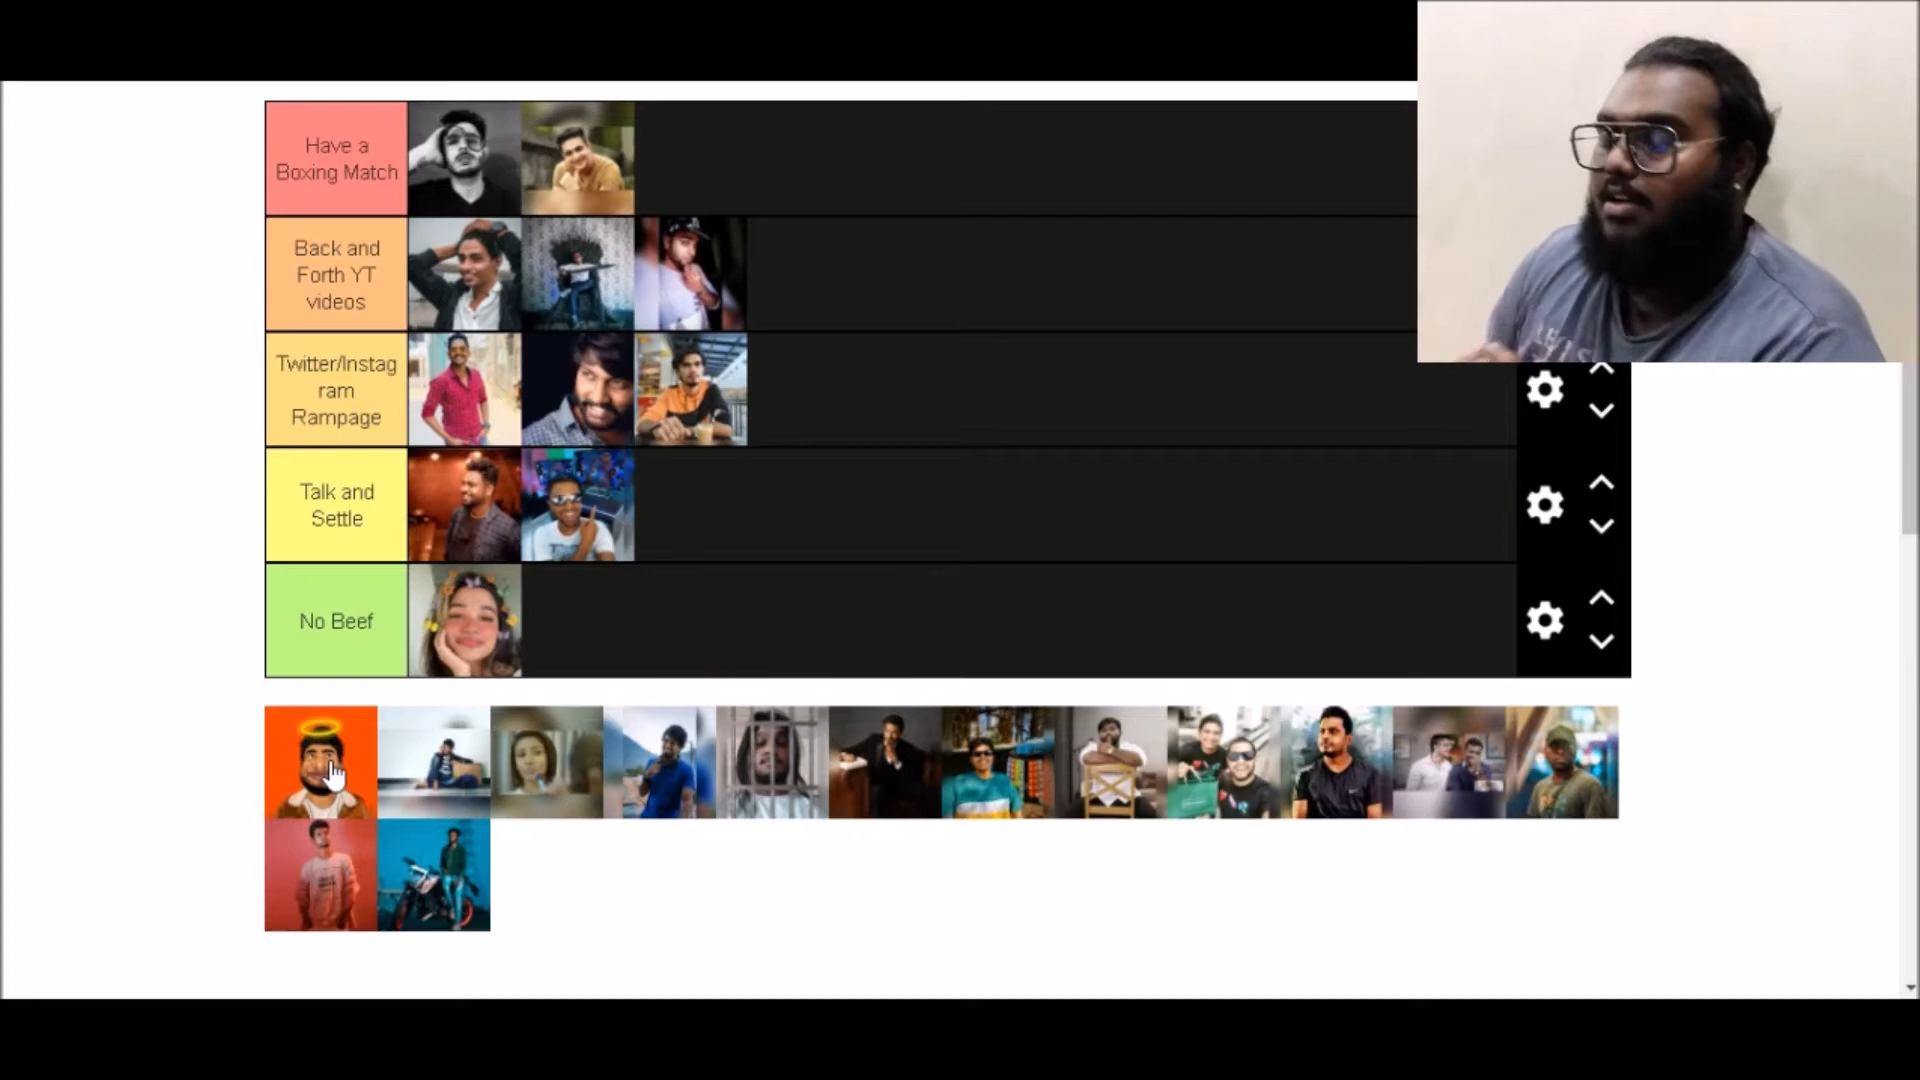 Have a
Boxing Match
Back and
Forth YT
videos
Twitter/Instag
ram
Rampage
Talk and
Settle
No Beef